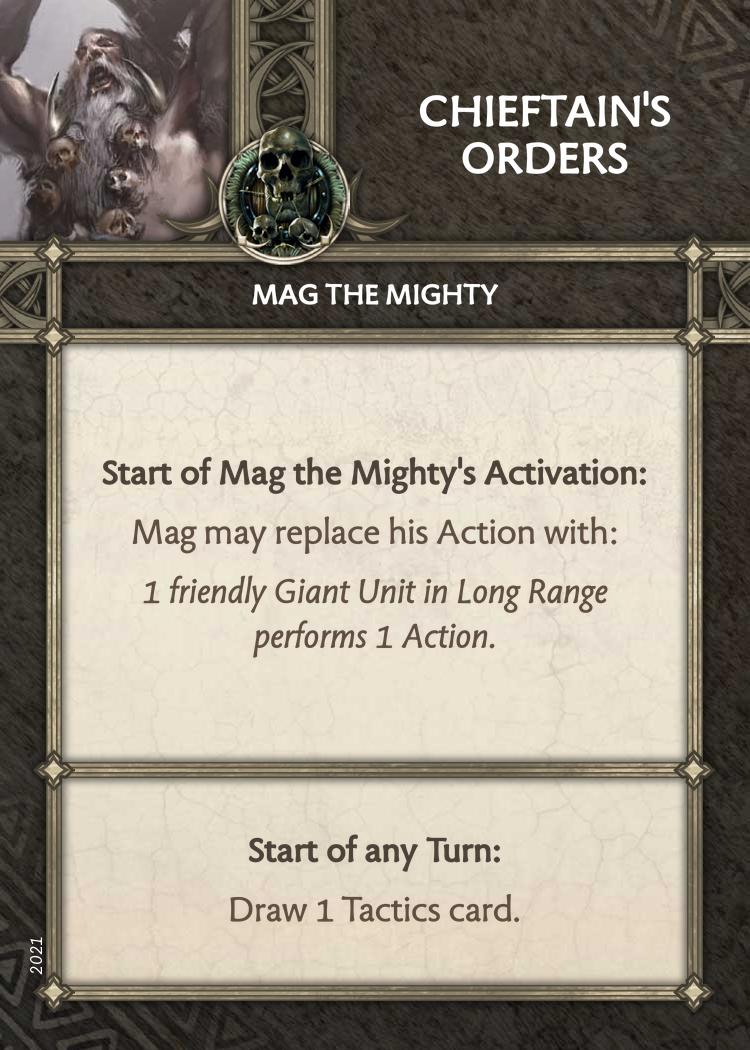 CHIEFTAIN'S
ORDERS
MAG THE MIGHTY
Start of Mag the Mighty's Activation:
Mag may replace his Action with:
1 friendly Giant Unit in Long Range
performs 1 Action.
Start of any Turn:
Draw 1 Tactics card.
2021